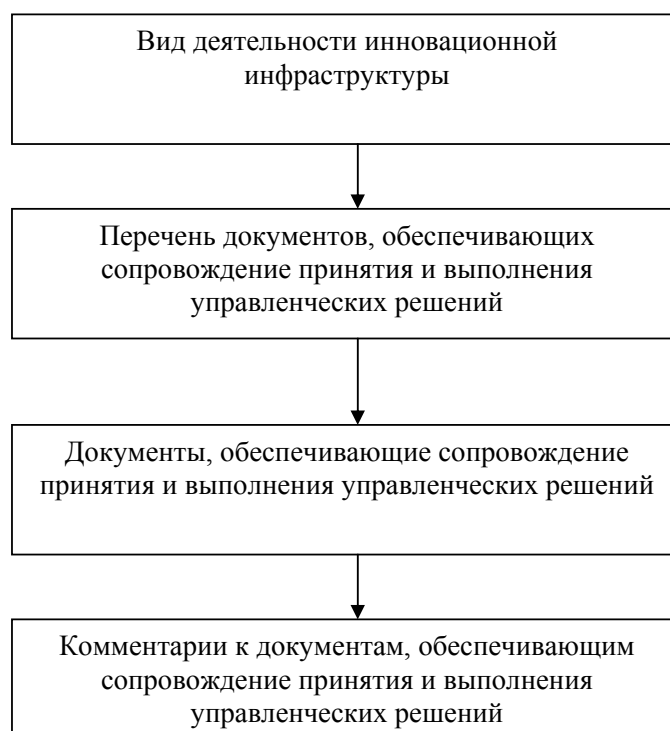 Вид деятельности инновационной
инфраструктуры
Перечень документов, обеспечивающих
сопровождение принятия и выполнения
управленческих решений
Документы, обеспечивающие сопровождение
принятия и выполнения управленческих решений
Комментарии к документам, обеспечивающим
сопровождение принятия и выполнения
управленческих решений